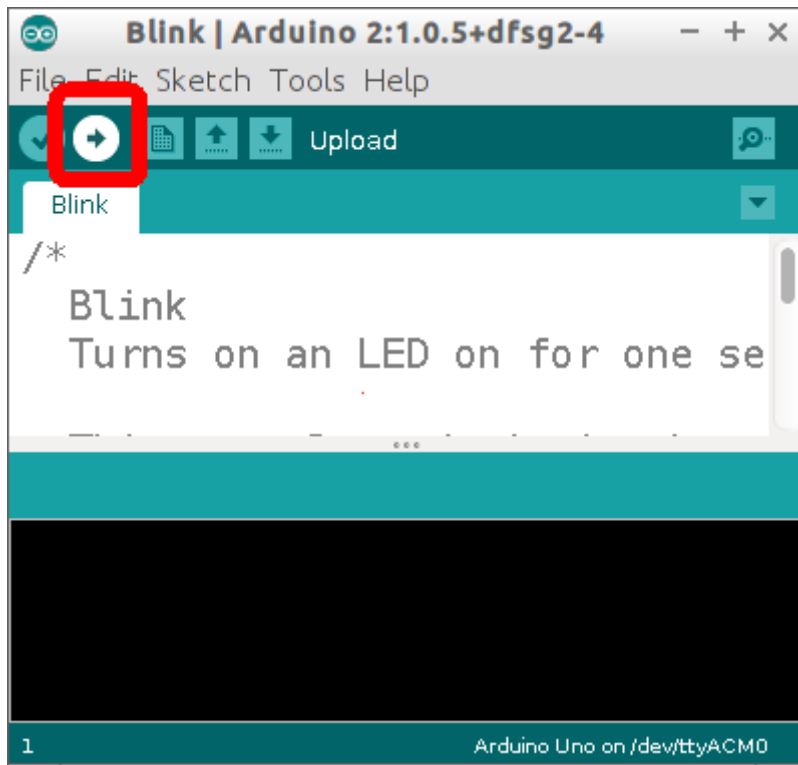 Blink | Arduino 2:1.0.5+dfsg2-4
File Edit Sketch Tools Help
Upload
Blink
/*
Blink
Turns on an LED on for one se
1
Arduino Uno on /dev/ttyACM0